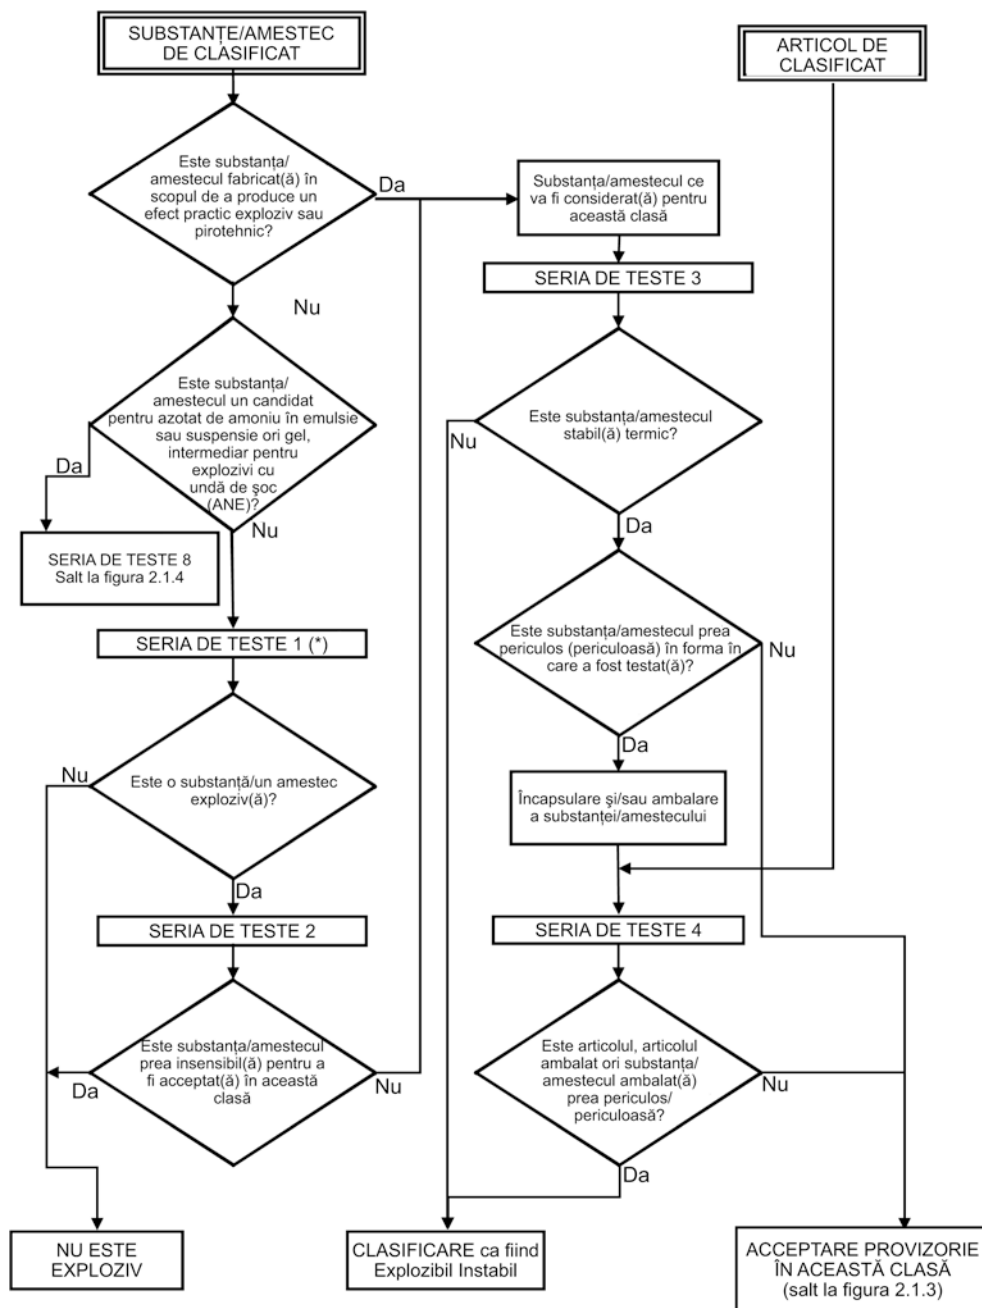 SUBSTANȚE/AMESTEC
DE CLASIFICAT
ARTICOL DE
CLASIFICAT
Este substanța/
amestecul fabricat(ă) în
scopul de a produce un
efect practic exploziv sau
pirotehnic?
Da
Substanța/amestecul ce
va fi considerat(ă) pentru
această clasă
SERIA DE TESTE 3
Nu
Este substanța/
amestecul un candidat
pentru azotat de amoniu în emulsie
sau suspensie ori gel,
intermediar pentru
explozivi cu
undă de șoc
(ANE)?
Da
Nu
SERIA DE TESTE 8
Salt la figura 2.1.4
Este substanța/amestecul
stabil(ă) termic?
Nu
Da
SERIA DE TESTE 1 (*)
Este substanța/amestecul prea
periculos (periculoasă) în forma în
care a fost testat(ă)?
Nu
Da
Este o substanță/un amestec
exploziv(ă)?
Nu
Da
Încapsulare și/sau ambalare
a substanței/amestecului
SERIA DE TESTE 2
SERIA DE TESTE 4
Este substanța/amestecul
prea insensibil(ă) pentru a
fi acceptat(ă) în această
clasă
Da
Nu
Este articolul, articolul
ambalat ori substanța/
amestecul ambalat(ă)
prea periculos/
periculoasă?
Nu
Da
NU ESTE
EXPLOZIV
CLASIFICARE ca fiind
Explozibil Instabil
ACCEPTARE PROVIZORIE
ÎN ACEASTĂ CLASĂ
(salt la figura 2.1.3)